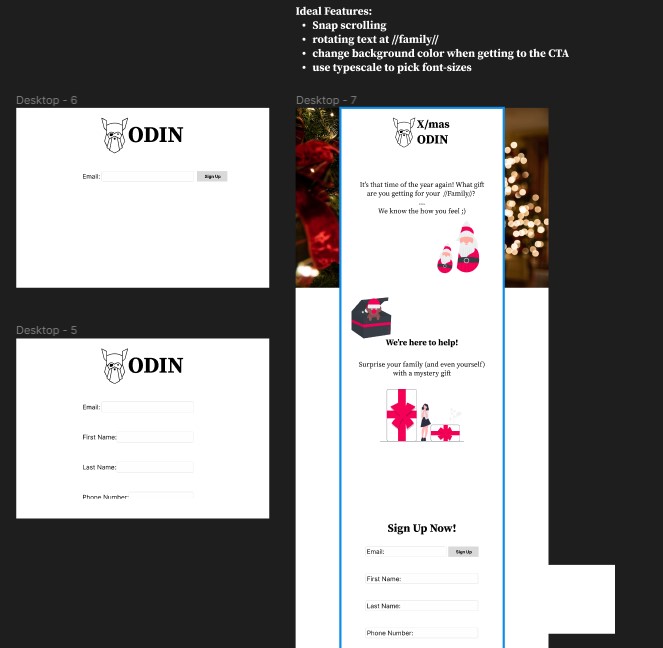 Ideal Features:
• Snap scrolling
• rotating text at //family//
• change background color when getting to the CTA
• use typescale to pick font-sizes
Desktop - 6
ODIN
Email:
Sign Up
Desktop - 5
ODIN
Email:
First Name:
Last Name:
Phone Number:
Desktop - 7
X/mas
ODIN
It's that time of the year again! What gift
are you getting for your //Family//?
...
We know the how you feel ;)
We're here to help!
Surprise your family (and even yourself)
with a mystery gift
Sign Up Now!
Email:
Sign Up
First Name:
Last Name:
Phone Number: